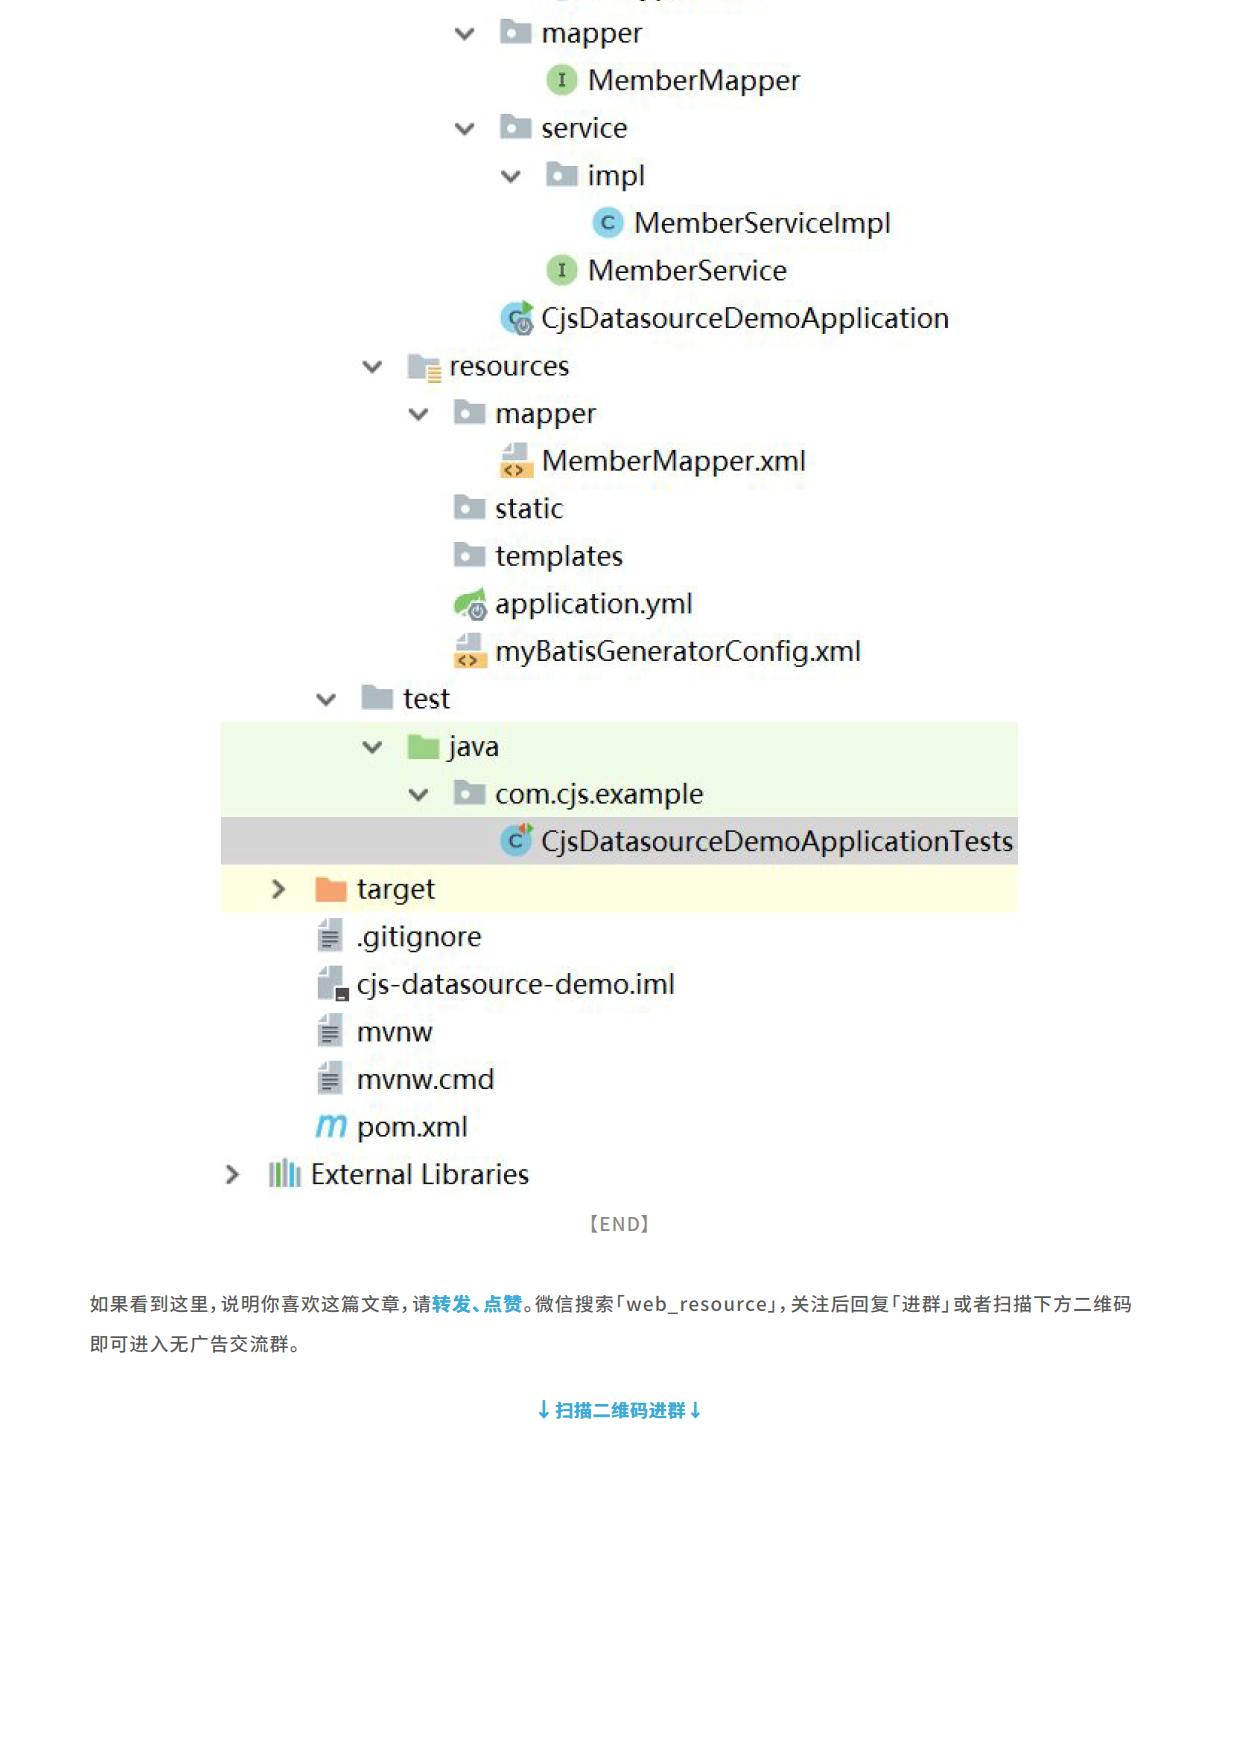 mapper
MemberMapper
service
impl
MemberServiceImpl
MemberService
CjsDatasourceDemoApplication
resources
mapper
MemberMapper.xml
static
templates
application.yml
myBatisGeneratorConfig.xml
test
java
com.cjs.example
CjsDatasourceDemoApplicationTests
target
.gitignore
cjs-datasource-demo.iml
mvnw
mvnw.cmd
pom.xml
External Libraries
【END】
如果看到这里，说明你喜欢这篇文章，请转发、点赞。微信搜索「web_resource」，关注后回复「进群」或者扫描下方二维码
即可进入无广告交流群。
↓扫描二维码进群↓